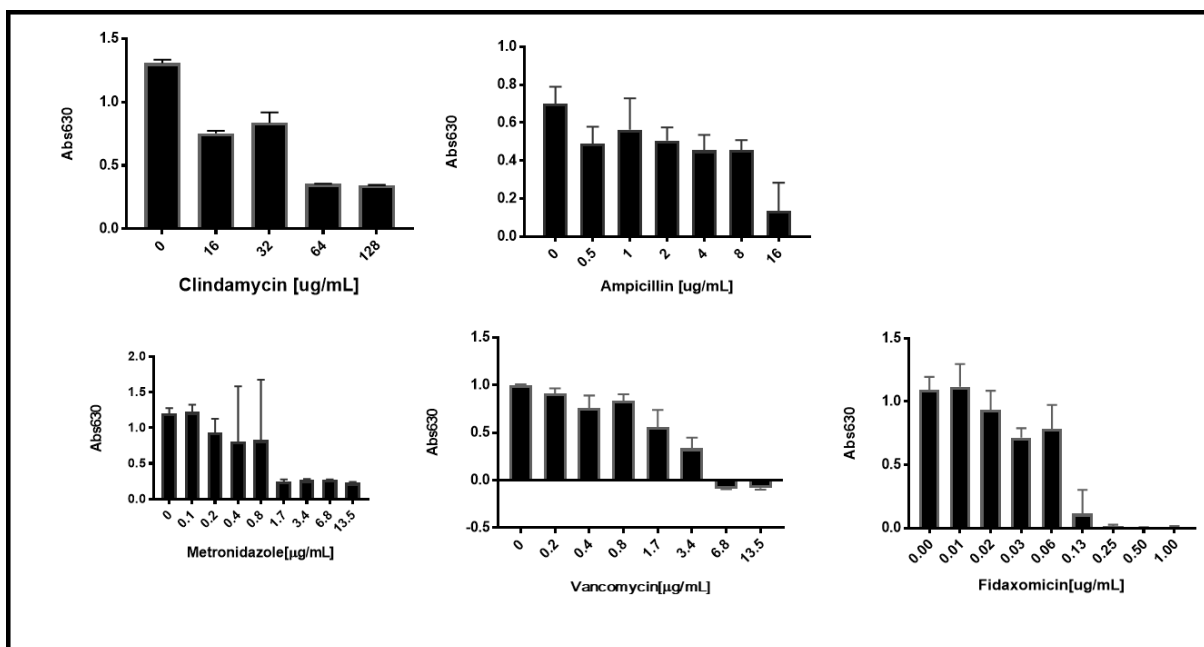 1.5
1.0
0.5
0.0
Abs630
0 16 32 64 128
Clindamycin [ug/mL]
1.0
0.8
0.6
0.4
0.2
0.0
Abs630
0 0.5 1 2 4 8 16
Ampicillin [ug/mL]
2.0
1.5
1.0
0.5
0.0
Abs630
0 0.1 0.2 0.4 0.8 1.7 3.4 6.8 13.5
Metronidazole[µg/mL]
1.5
1.0
0.5
0.0
-0.5
Abs630
0 0.2 0.4 0.8 1.7 3.4 6.8 13.5
Vancomycin[µg/mL]
1.5
1.0
0.5
0.0
Abs630
0.00 0.01 0.02 0.03 0.06 0.13 0.25 0.50 1.00
Fidaxomicin[ug/mL]